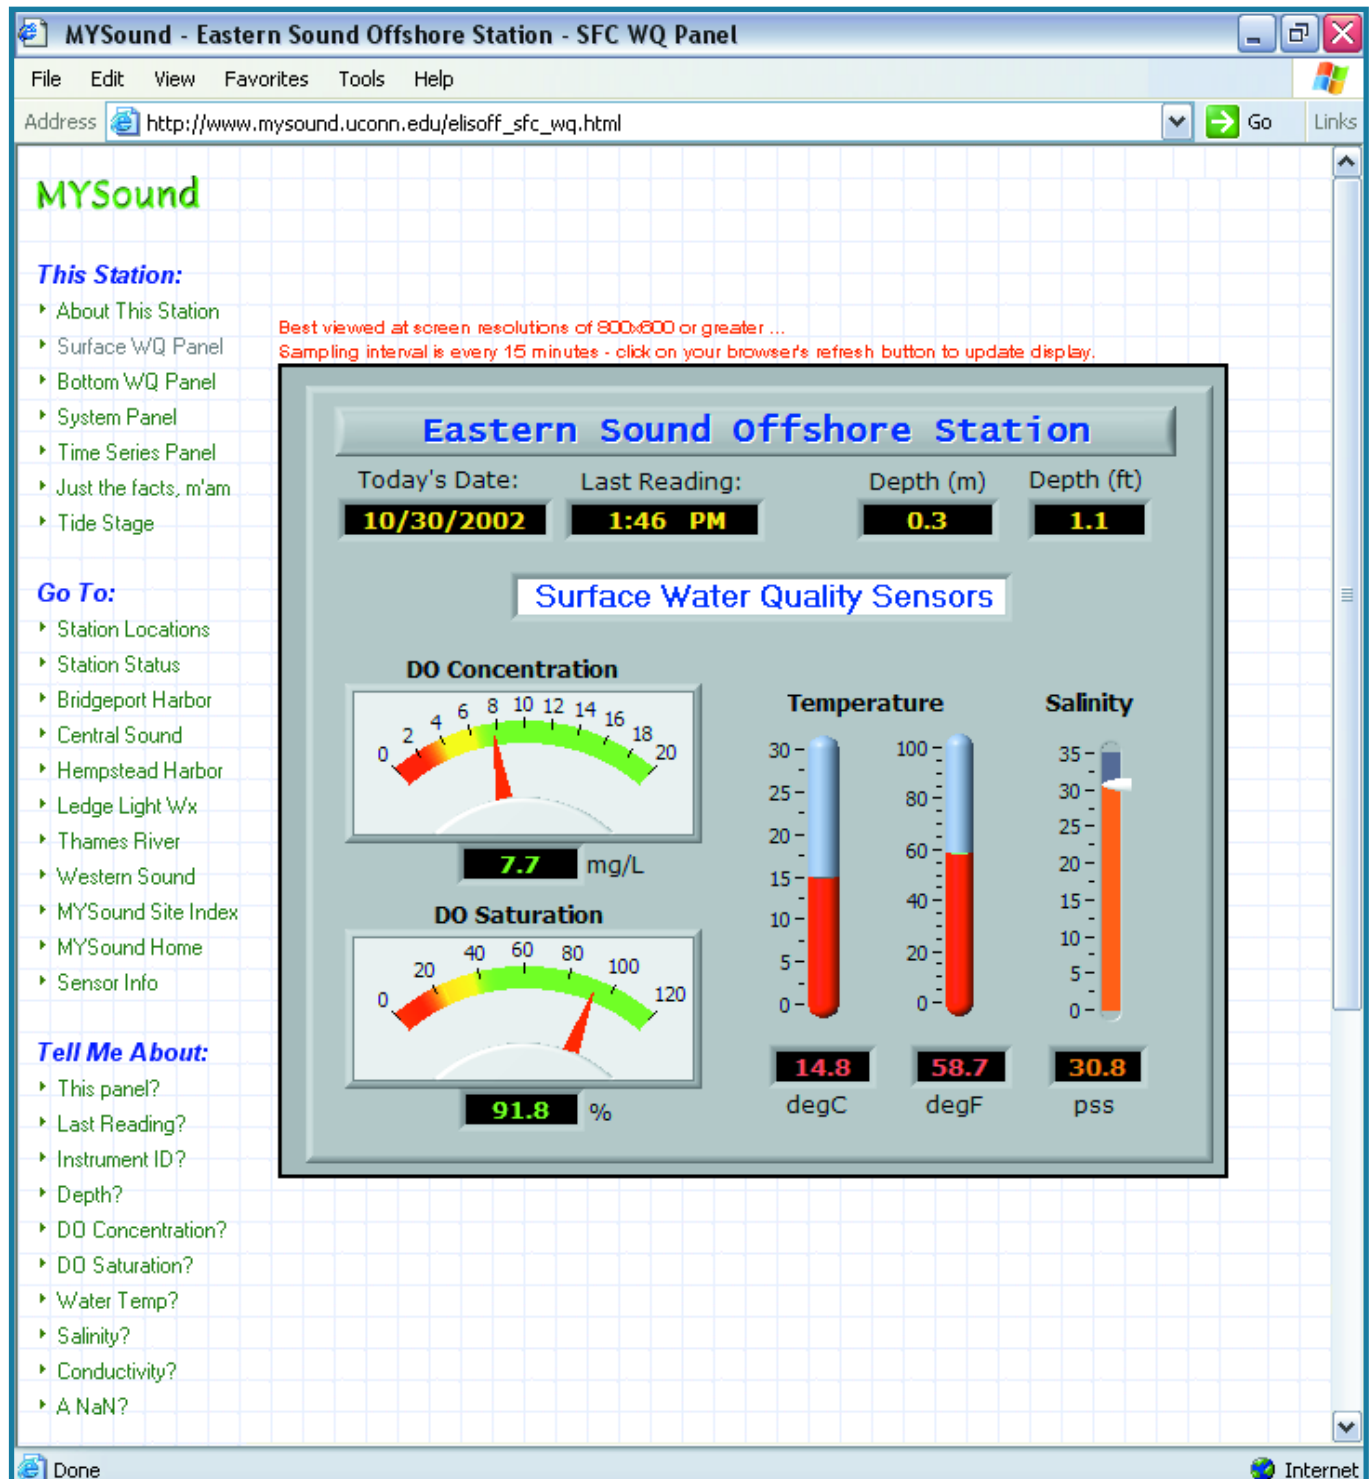 MYSound - Eastern Sound Offshore Station - SFC WQ Panel
File Edit View Favorites Tools Help
Address http://www.mysound.uconn.edu/elisoff_sfc_wq.html Go Links
MYSound
This Station:
About This Station
Surface WQ Panel
Bottom WQ Panel
System Panel
Time Series Panel
Just the facts, m'am
Tide Stage
Go To:
Station Locations
Station Status
Bridgeport Harbor
Central Sound
Hempstead Harbor
Ledge Light Wx
Thames River
Western Sound
MYSound Site Index
MYSound Home
Sensor Info
Tell Me About:
This panel?
Last Reading?
Instrument ID?
Depth?
DO Concentration?
DO Saturation?
Water Temp?
Salinity?
Conductivity?
A NaN?
Best viewed at screen resolutions of 800x600 or greater ...
Sampling interval is every 15 minutes - click on your browser's refresh button to update display.
Eastern Sound Offshore Station
Today's Date: Last Reading: Depth (m) Depth (ft)
10/30/2002 1:46 PM 0.3 1.1
Surface Water Quality Sensors
DO Concentration
0 2 4 6 8 10 12 14 16 18 20
7.7 mg/L
DO Saturation
0 20 40 60 80 100 120
91.8 %
Temperature
30 25 20 15 10 5 0
100 80 60 40 20 0
14.8 58.7
degC degF
Salinity
35 30 25 20 15 10 5 0
30.8
pss
Done Internet